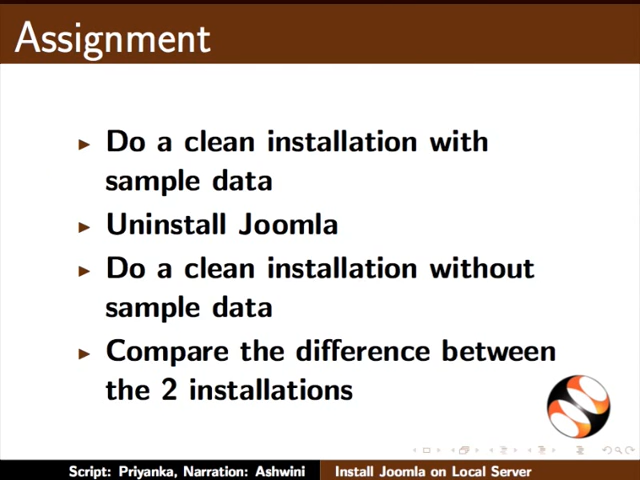 Assignment
Do a clean installation with
sample data
Uninstall Joomla
Do a clean installation without
sample data
Compare the difference between
the 2 installations
Script: Priyanka, Narration: Ashwini
Install Joomla on Local Server